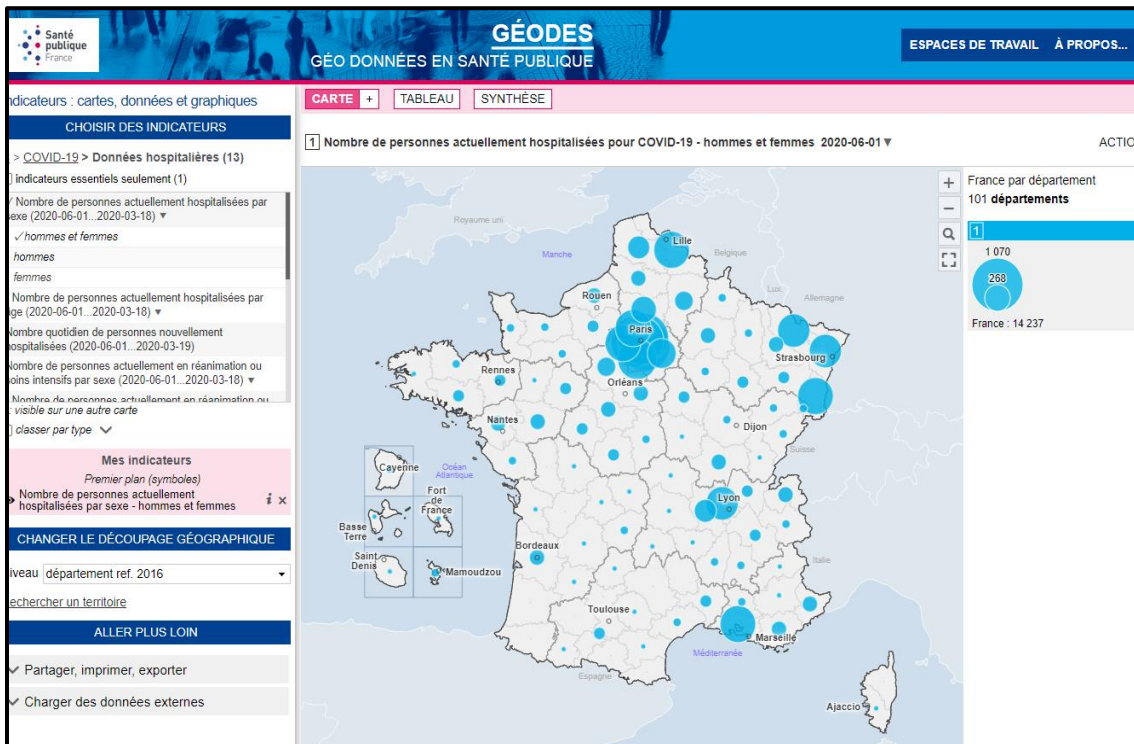 Santé
publique
France
GÉODES
GÉO DONNÉES EN SANTÉ PUBLIQUE
ESPACES DE TRAVAIL À PROPOS...
ndicateurs : cartes, données et graphiques
CHOISIR DES INDICATEURS
> COVID-19 > Données hospitalières (13)
indicateurs essentiels seulement (1)
Nombre de personnes actuellement hospitalisées par
sexe (2020-06-01...2020-03-18) ▼
✓hommes et femmes
hommes
femmes
Nombre de personnes actuellement hospitalisées par
ge (2020-06-01...2020-03-18) ▼
Nombre quotidien de personnes nouvellement
hospitalisées (2020-06-01...2020-03-19)
Nombre de personnes actuellement en réanimation ou
soins intensifs par sexe (2020-06-01...2020-03-18) ▼
Nombre de personnes actuellement en réanimation ou
: visible sur une autre carte
classer par type
Mes indicateurs
Premier plan (symboles)
Nombre de personnes actuellement
hospitalisées par sexe - hommes et femmes i ×
CHANGER LE DÉCOUPAGE GÉOGRAPHIQUE
iveau département ref. 2016
echercher un territoire
ALLER PLUS LOIN
Partager, imprimer, exporter
Charger des données externes
CARTE + TABLEAU SYNTHÈSE
1 Nombre de personnes actuellement hospitalisées pour COVID-19 - hommes et femmes 2020-06-01 ▼
ACTIO
Royaume uni
Manche
Lille
Belgique
Lux.
Allemagne
Rouen
Paris
Strasbourg
Rennes
Orléans
Nantes
Dijon
Suisse
Cayenne
Océan
Atlantique
Fort
de
France
Basse
Terre
Saint
Denis
Mamoudzou
Lyon
Bordeaux
Italie
Toulouse
Marseille
Méditerranée
Espagne
Ajaccio
+
−
France par département
101 départements
1
1 070
268
France : 14 237